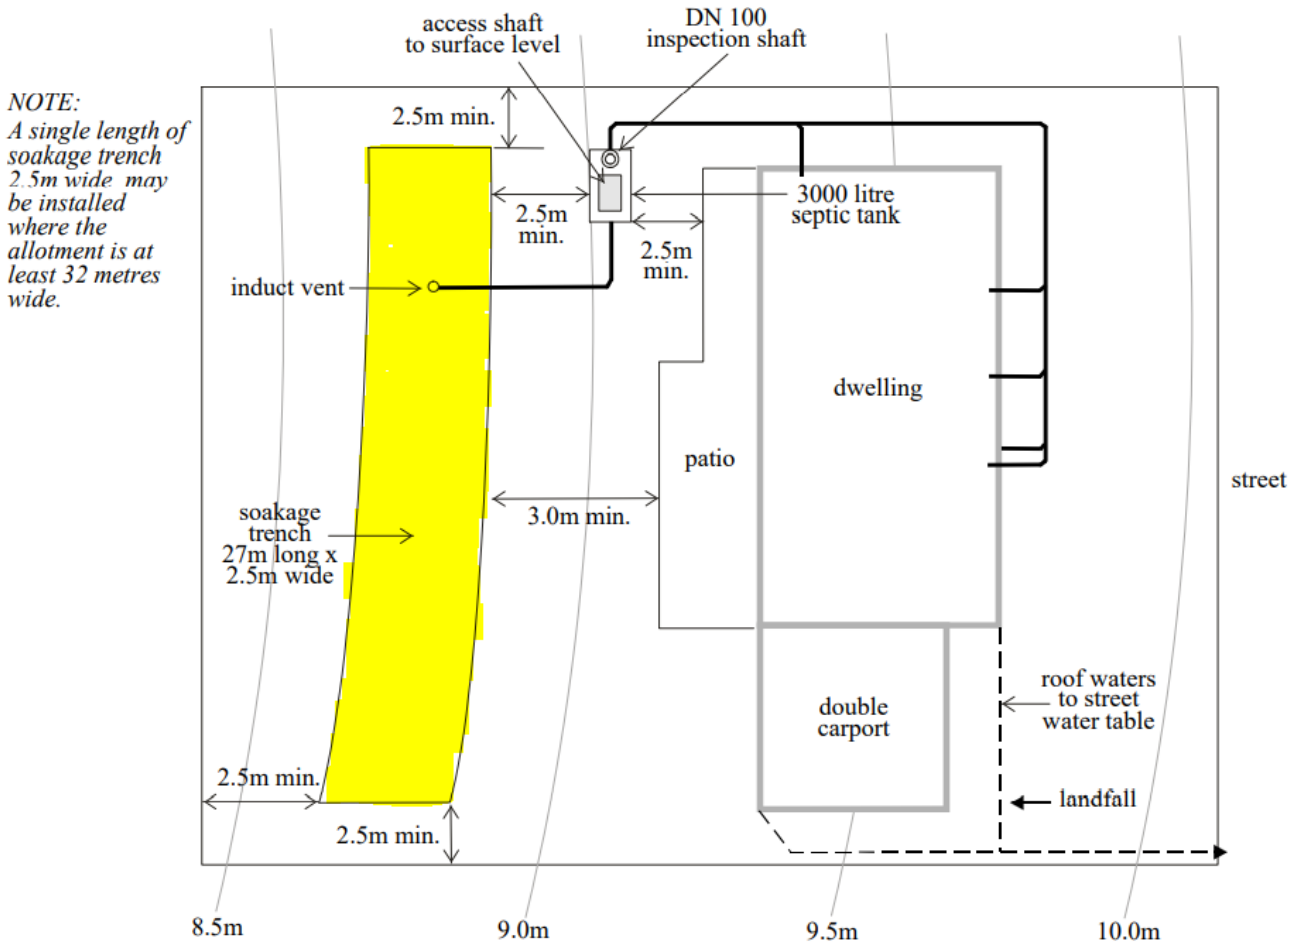 access shaft
to surface level
DN 100
inspection shaft
NOTE:
A single length of
soakage trench
2.5m wide may
be installed
where the
allotment is at
least 32 metres
wide.
2.5m min.
2.5m
min.
3000 litre
septic tank
2.5m
min.
induct vent
dwelling
patio
street
3.0m min.
soakage
trench
27m long x
2.5m wide
roof waters
to street
water table
double
carport
2.5m min.
landfall
2.5m min.
8.5m
9.0m
9.5m
10.0m